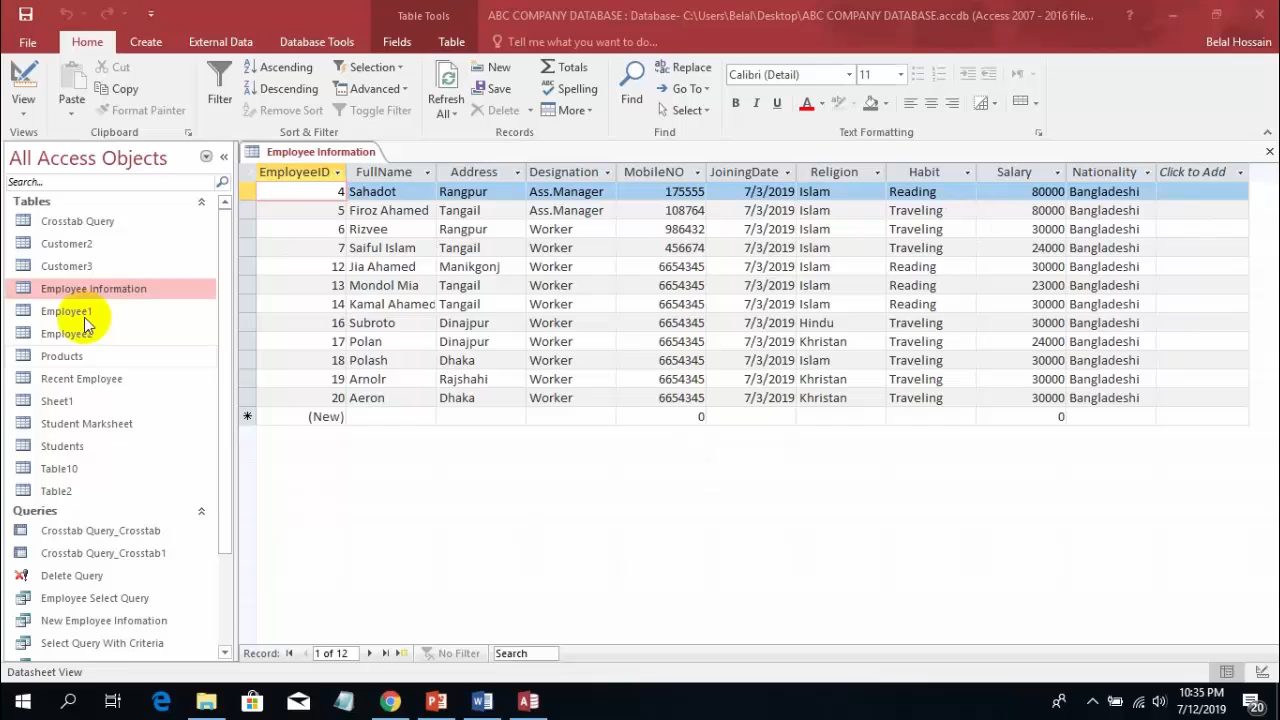 Table Tools
ABC COMPANY DATABASE : Database- C:\Users\Belal\Desktop\ABC COMPANY DATABASE.accdb (Access 2007 - 2016 file...
File Home Create External Data Database Tools Fields Table Tell me what you want to do... Belal Hossain
View
Views
Paste
Cut
Copy
Format Painter
Clipboard
Filter
Ascending
Descending
Remove Sort
Selection
Advanced
Toggle Filter
Sort & Filter
Refresh
All
New
Save
Delete
Totals
Spelling
More
Records
Find
Replace
Go To
Select
Find
Calibri (Detail) 11
B I U A
Text Formatting
All Access Objects
Search...
Tables
Crosstab Query
Customer2
Customer3
Employee Information
Employee1
Employee2
Products
Recent Employee
Sheet1
Student Marksheet
Students
Table10
Table2
Queries
Crosstab Query_Crosstab
Crosstab Query_Crosstab1
Delete Query
Employee Select Query
New Employee Infomation
Select Query With Criteria
Employee Information
EmployeeID FullName Address Designation MobileNO JoiningDate Religion Habit Salary Nationality Click to Add
4 Sahadot Rangpur Ass.Manager 175555 7/3/2019 Islam Reading 80000 Bangladeshi
5 Firoz Ahamed Tangail Ass.Manager 108764 7/3/2019 Islam Traveling 80000 Bangladeshi
6 Rizvee Rangpur Worker 986432 7/3/2019 Islam Traveling 30000 Bangladeshi
7 Saiful Islam Tangail Worker 456674 7/3/2019 Islam Traveling 24000 Bangladeshi
12 Jia Ahamed Manikgonj Worker 6654345 7/3/2019 Islam Reading 30000 Bangladeshi
13 Mondol Mia Tangail Worker 6654345 7/3/2019 Islam Reading 23000 Bangladeshi
14 Kamal Ahamed Tangail Worker 6654345 7/3/2019 Islam Reading 30000 Bangladeshi
16 Subroto Dinajpur Worker 6654345 7/3/2019 Hindu Traveling 30000 Bangladeshi
17 Polan Dinajpur Worker 6654345 7/3/2019 Khristan Traveling 24000 Bangladeshi
18 Polash Dhaka Worker 6654345 7/3/2019 Islam Traveling 30000 Bangladeshi
19 Arnolr Rajshahi Worker 6654345 7/3/2019 Khristan Traveling 30000 Bangladeshi
20 Aeron Dhaka Worker 6654345 7/3/2019 Khristan Traveling 30000 Bangladeshi
* (New) 0 0
Record: 1 of 12 No Filter Search
Datasheet View
10:35 PM
7/12/2019
20